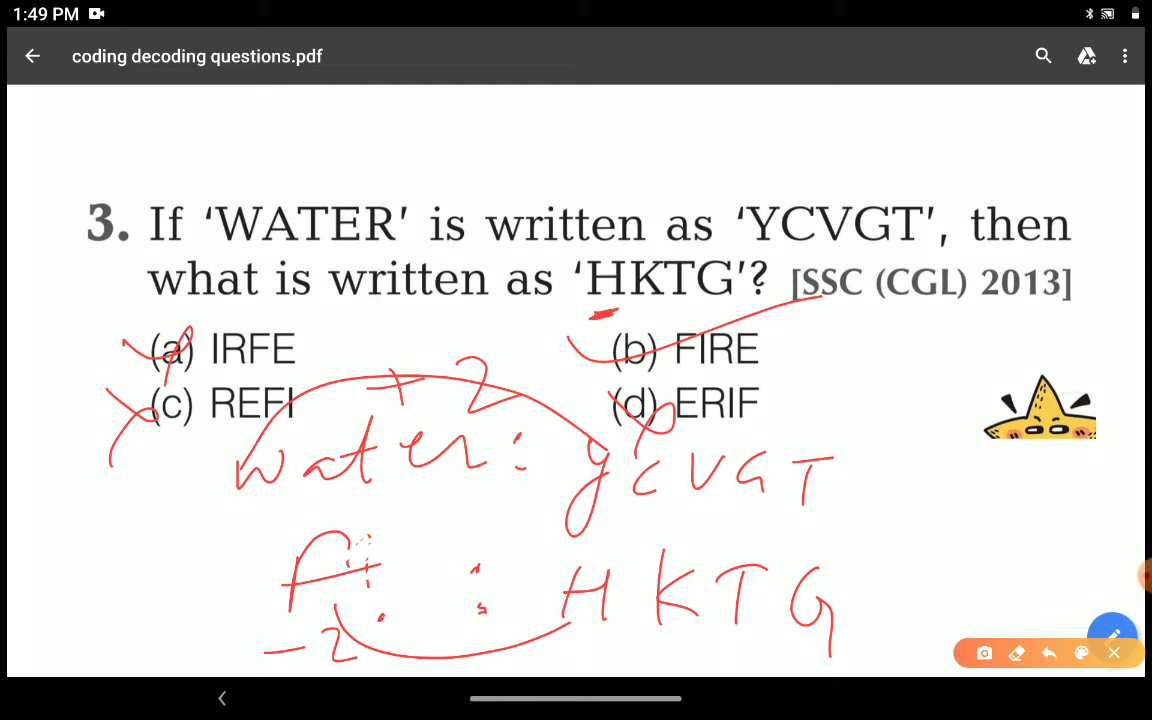 1:49 PM
coding decoding questions.pdf
3. If ‘WATER’ is written as ‘YCVGT’, then
what is written as ‘HKTG’? [SSC (CGL) 2013]
(a) IRFE (b) FIRE
(c) REFI (d) ERIF
+2
water : YCVGT
f : HKTG
-2